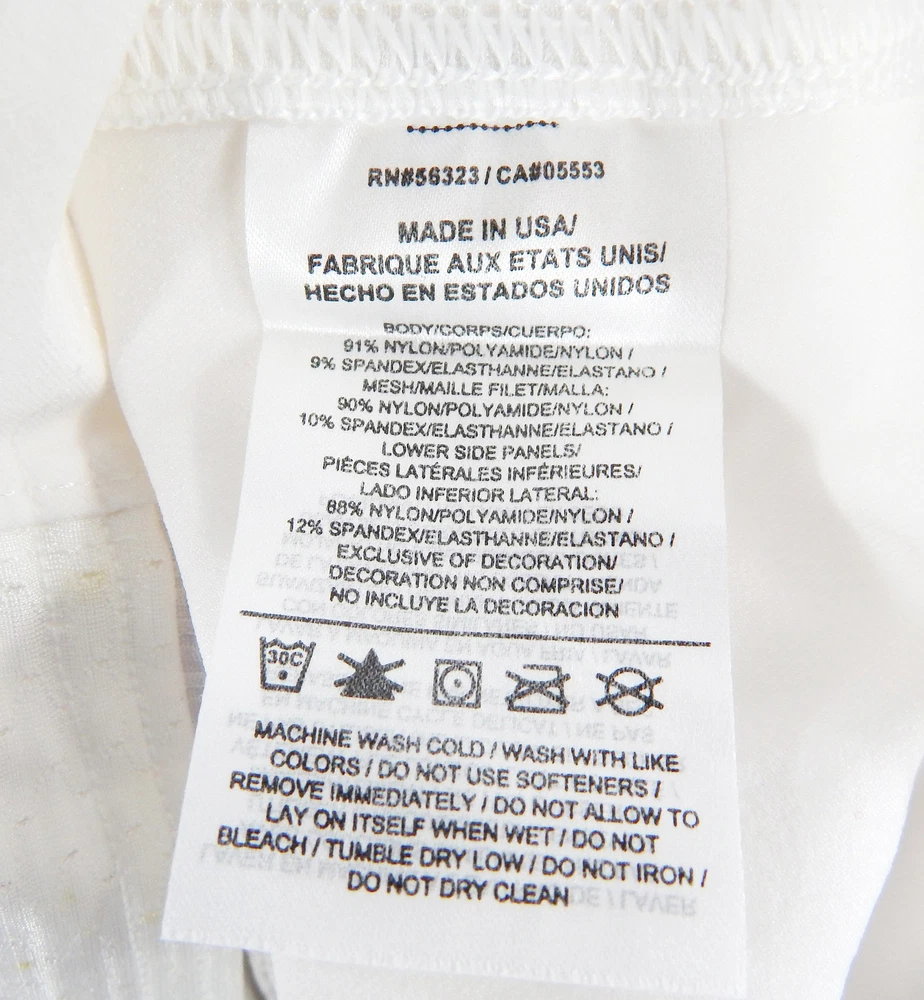 RN#56323 / CA#05553
MADE IN USA/
FABRIQUE AUX ETATS UNIS/
HECHO EN ESTADOS UNIDOS
BODY/CORPS/CUERPO:
91% NYLON/POLYAMIDE/NYLON /
9% SPANDEX/ELASTHANNE/ELASTANO /
MESH/MAILLE FILET/MALLA:
90% NYLON/POLYAMIDE/NYLON /
10% SPANDEX/ELASTHANNE/ELASTANO /
LOWER SIDE PANELS/
PIÈCES LATÉRALES INFÉRIEURES/
LADO INFERIOR LATERAL:
88% NYLON/POLYAMIDE/NYLON /
12% SPANDEX/ELASTHANNE/ELASTANO /
EXCLUSIVE OF DECORATION/
DECORATION NON COMPRISE/
NO INCLUYE LA DECORACION
30C
MACHINE WASH COLD / WASH WITH LIKE
COLORS / DO NOT USE SOFTENERS /
REMOVE IMMEDIATELY / DO NOT ALLOW TO
LAY ON ITSELF WHEN WET / DO NOT
BLEACH / TUMBLE DRY LOW / DO NOT IRON /
DO NOT DRY CLEAN